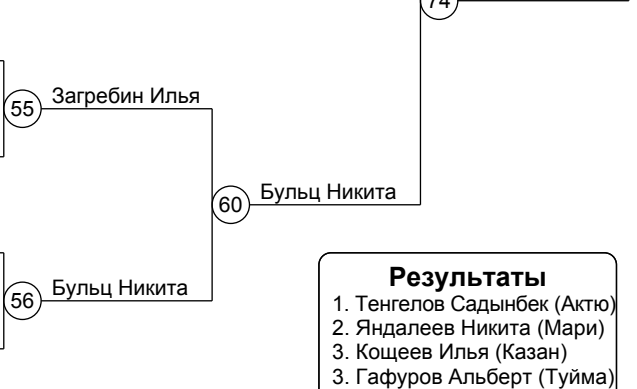 74
Загребин Илья
55
Бульц Никита
60
Бульц Никита
56
Результаты
1. Тенгелов Садынбек (Актю)
2. Яндалеев Никита (Мари)
3. Кощеев Илья (Казан)
3. Гафуров Альберт (Туйма)